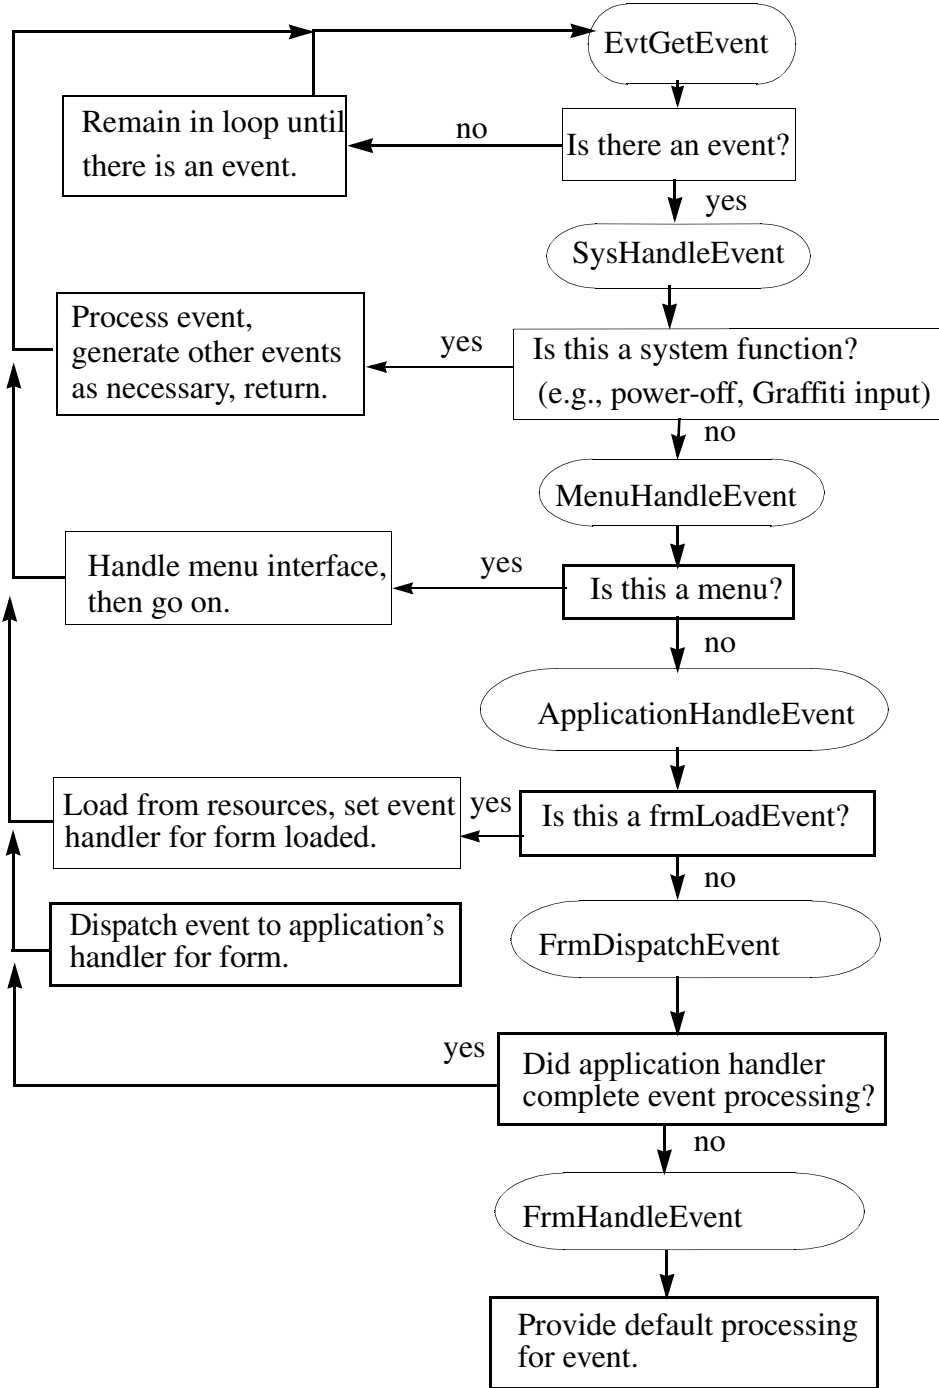 EvtGetEvent
Remain in loop until
there is an event.
no
Is there an event?
yes
SysHandleEvent
Process event,
generate other events
as necessary, return.
yes
Is this a system function?
(e.g., power-off, Graffiti input)
no
MenuHandleEvent
Handle menu interface,
then go on.
yes
Is this a menu?
no
ApplicationHandleEvent
Load from resources, set event
handler for form loaded.
yes
Is this a frmLoadEvent?
no
Dispatch event to application’s
handler for form.
FrmDispatchEvent
yes
Did application handler
complete event processing?
no
FrmHandleEvent
Provide default processing
for event.